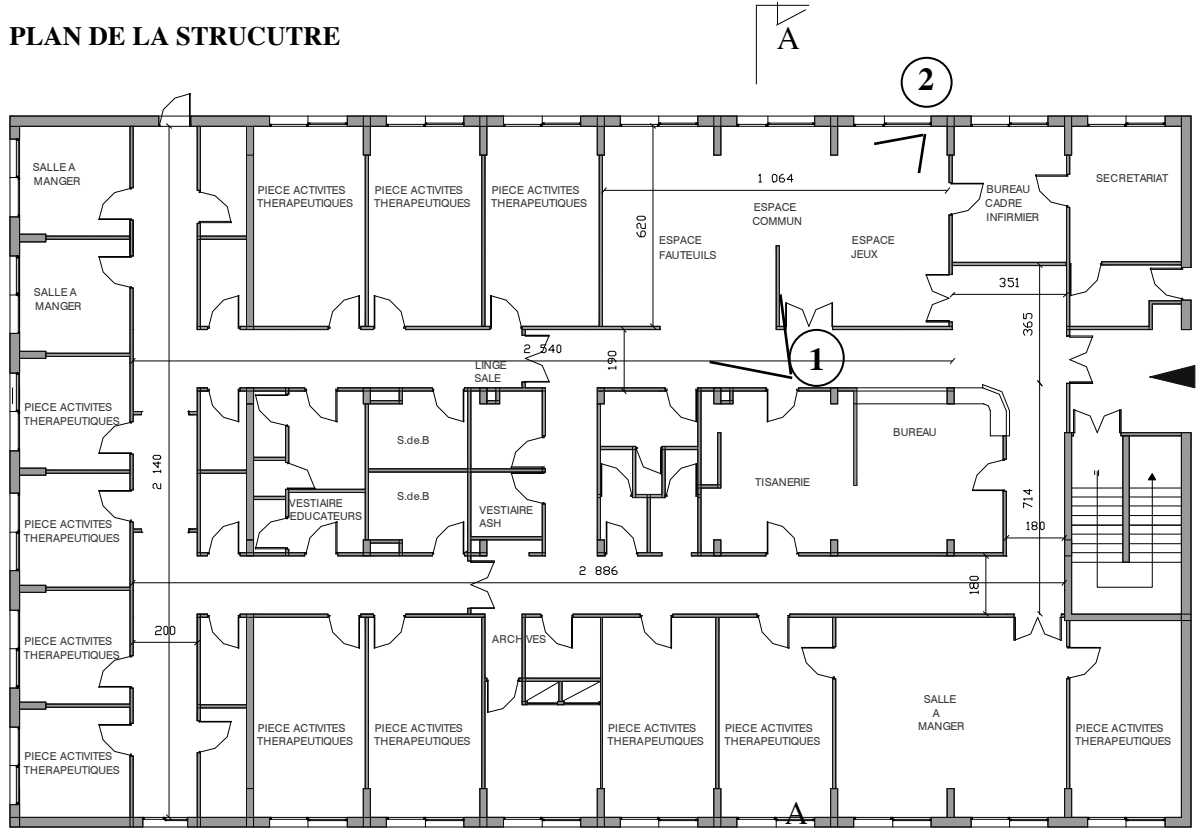 PLAN DE LA STRUCUTRE
A
2
SALLE A
MANGER
PIECE ACTIVITES
THERAPEUTIQUES
PIECE ACTIVITES
THERAPEUTIQUES
PIECE ACTIVITES
THERAPEUTIQUES
1 064
620
ESPACE
COMMUN
ESPACE
FAUTEUILS
ESPACE
JEUX
BUREAU
CADRE
INFIRMIER
SECRETARIAT
SALLE A
MANGER
351
365
2 540
190
1
LINGE
SALE
PIECE ACTIVITES
THERAPEUTIQUES
S.de.B
BUREAU
2 140
S.de.B
TISANERIE
VESTIAIRE
EDUCATEURS
VESTIAIRE
ASH
714
180
PIECE ACTIVITES
THERAPEUTIQUES
2 886
180
200
PIECE ACTIVITES
THERAPEUTIQUES
ARCHIVES
PIECE ACTIVITES
THERAPEUTIQUES
PIECE ACTIVITES
THERAPEUTIQUES
PIECE ACTIVITES
THERAPEUTIQUES
PIECE ACTIVITES
THERAPEUTIQUES
PIECE ACTIVITES
THERAPEUTIQUES
SALLE
A
MANGER
PIECE ACTIVITES
THERAPEUTIQUES
A